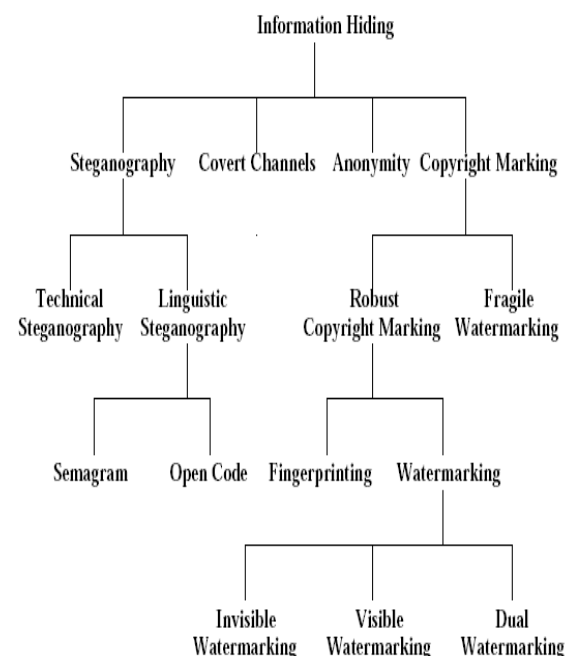 Information Hiding
Steganography Covert Channels Anonymity Copyright Marking
Technical Steganography
Linguistic Steganography
Robust Copyright Marking
Fragile Watermarking
Semagram Open Code Fingerprinting Watermarking
Invisible Watermarking
Visible Watermarking
Dual Watermarking